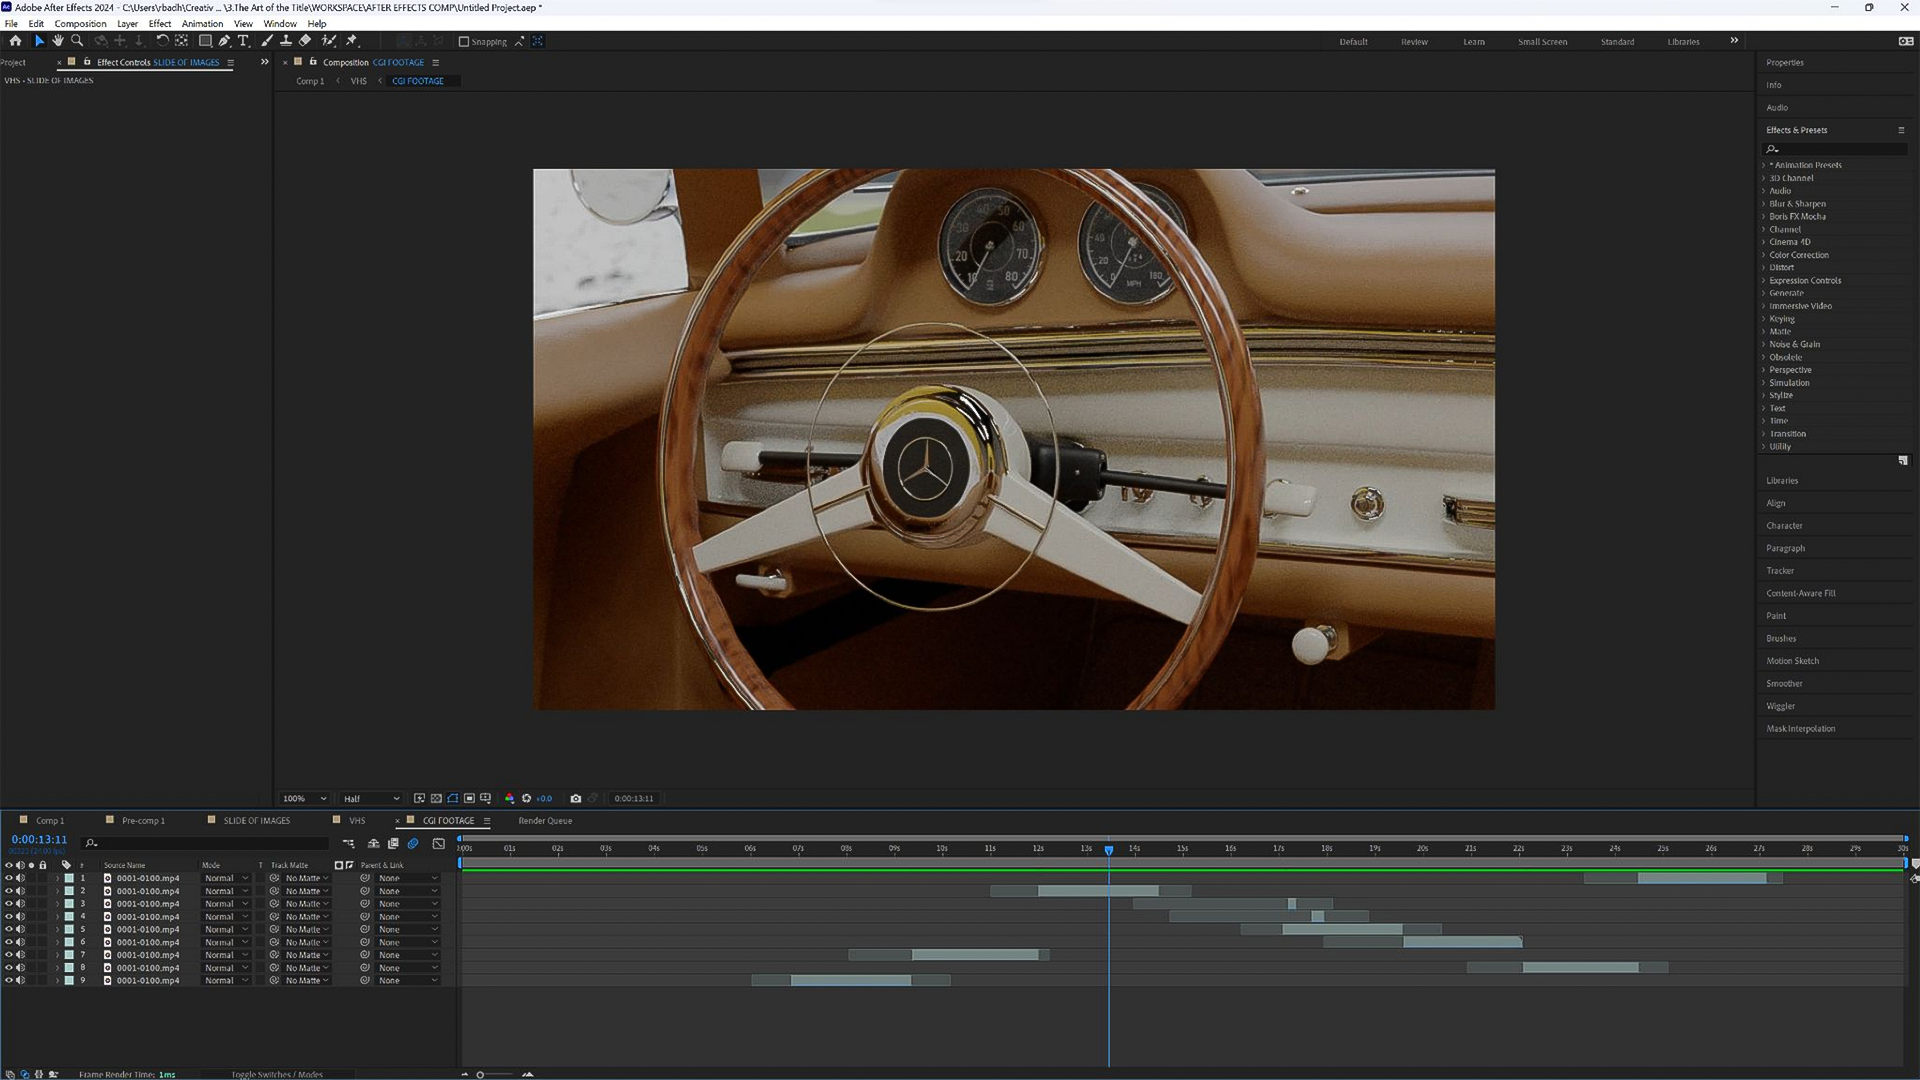 Adobe After Effects 2024 - C:\Users\rbadh\Creativ ... \3.The Art of the Title\WORKSPACE\AFTER EFFECTS COMP\Untitled Project.aep *
File Edit Composition Layer Effect Animation View Window Help
Snapping
Default Review Learn Small Screen Standard Libraries
Project Effect Controls SLIDE OF IMAGES
VHS • SLIDE OF IMAGES
Composition CGI FOOTAGE
Comp 1 VHS CGI FOOTAGE
Properties
Info
Audio
Effects & Presets
* Animation Presets
3D Channel
Audio
Blur & Sharpen
Boris FX Mocha
Channel
Cinema 4D
Color Correction
Distort
Expression Controls
Generate
Immersive Video
Keying
Matte
Noise & Grain
Obsolete
Perspective
Simulation
Stylize
Text
Time
Transition
Utility
Libraries
Align
Character
Paragraph
Tracker
Content-Aware Fill
Paint
Brushes
Motion Sketch
Smoother
Wiggler
Mask Interpolation
40 50
30 60
20 70
10 80
40
20
0 160
MPH
100% Half +0.0 0:00:13:11
Comp 1 Pre-comp 1 SLIDE OF IMAGES VHS CGI FOOTAGE Render Queue
0:00:13:11
# Source Name Mode T Track Matte Parent & Link
:00s 01s 02s 03s 04s 05s 06s 07s 08s 09s 10s 11s 12s 13s 14s 15s 16s 17s 18s 19s 20s 21s 22s 23s 24s 25s 26s 27s 28s 29s 30s
1 0001-0100.mp4 Normal No Matte None
2 0001-0100.mp4 Normal No Matte None
3 0001-0100.mp4 Normal No Matte None
4 0001-0100.mp4 Normal No Matte None
5 0001-0100.mp4 Normal No Matte None
6 0001-0100.mp4 Normal No Matte None
7 0001-0100.mp4 Normal No Matte None
8 0001-0100.mp4 Normal No Matte None
9 0001-0100.mp4 Normal No Matte None
Frame Render Time: 1ms Toggle Switches / Modes